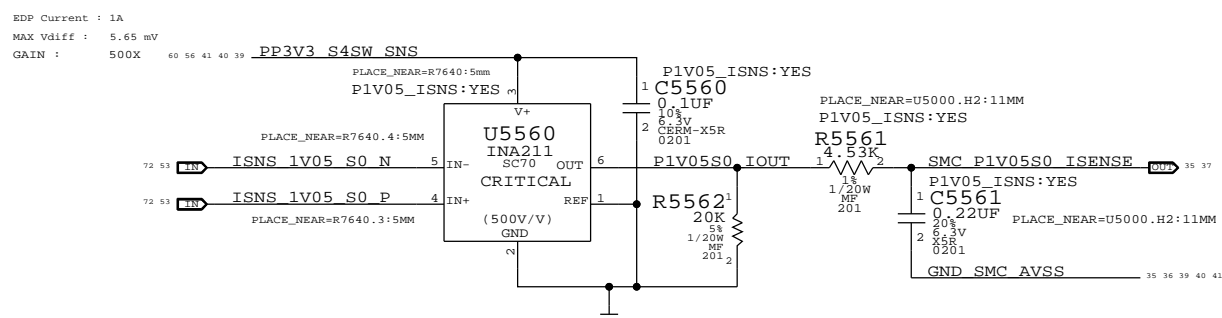 EDP Current : 1A
MAX Vdiff : 5.65 mV
GAIN : 500X
60 56 41 40 39 PP3V3_S4SW_SNS
PLACE_NEAR=R7640:5mm
P1V05_ISNS:YES
3
V+
U5560
INA211
SC70
CRITICAL
(500V/V)
GND
2
PLACE_NEAR=R7640.4:5MM
72 53 IN ISNS_1V05_S0_N 5 IN-
72 53 IN ISNS_1V05_S0_P 4 IN+
PLACE_NEAR=R7640.3:5MM
OUT 6 P1V05S0_IOUT
REF 1
P1V05_ISNS:YES
1 C5560
0.1UF
10%
6.3V
2 CERM-X5R
0201
R5562 1
20K
5%
1/20W
MF
201 2
PLACE_NEAR=U5000.H2:11MM
P1V05_ISNS:YES
R5561
1 4.53K 2
1%
1/20W
MF
201
SMC_P1V05S0_ISENSE OUT 35 37
P1V05_ISNS:YES
1 C5561
0.22UF
20%
6.3V
2 X5R
0201
PLACE_NEAR=U5000.H2:11MM
GND_SMC_AVSS 35 36 39 40 41